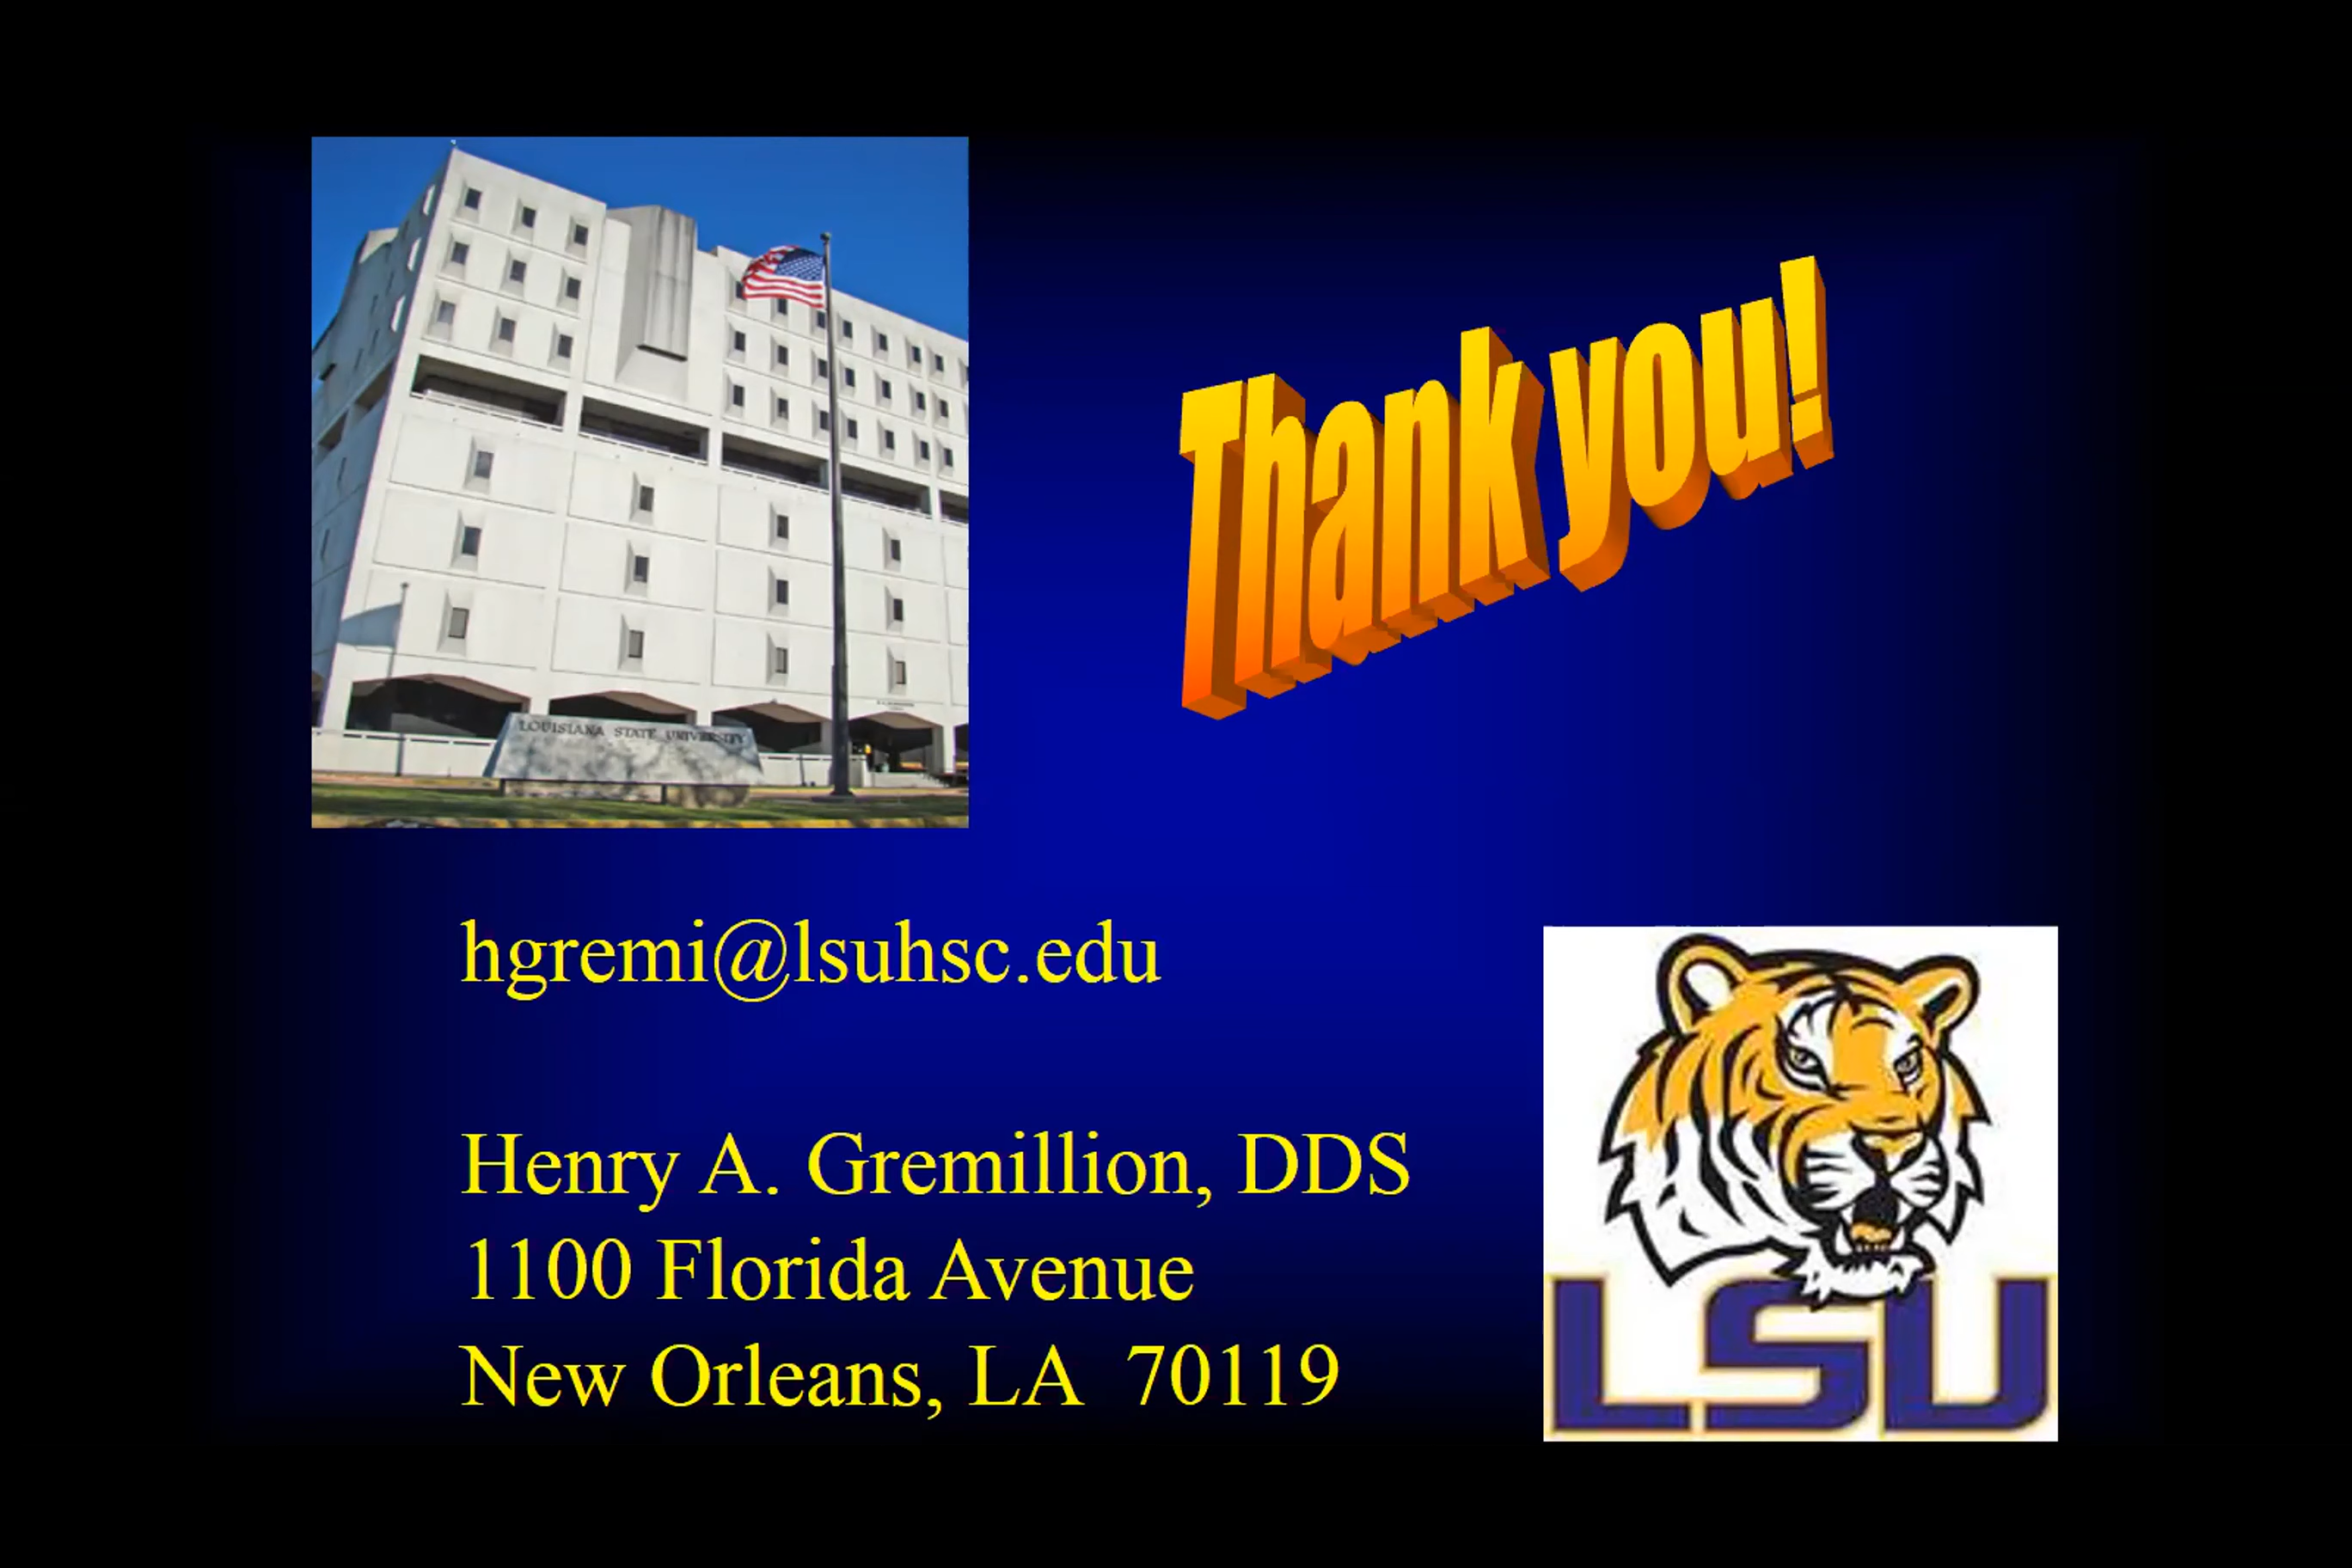 LOUISIANA STATE UNIVERSITY
Thank you!
hgremi@lsuhsc.edu
Henry A. Gremillion, DDS
1100 Florida Avenue
New Orleans, LA 70119
LSU